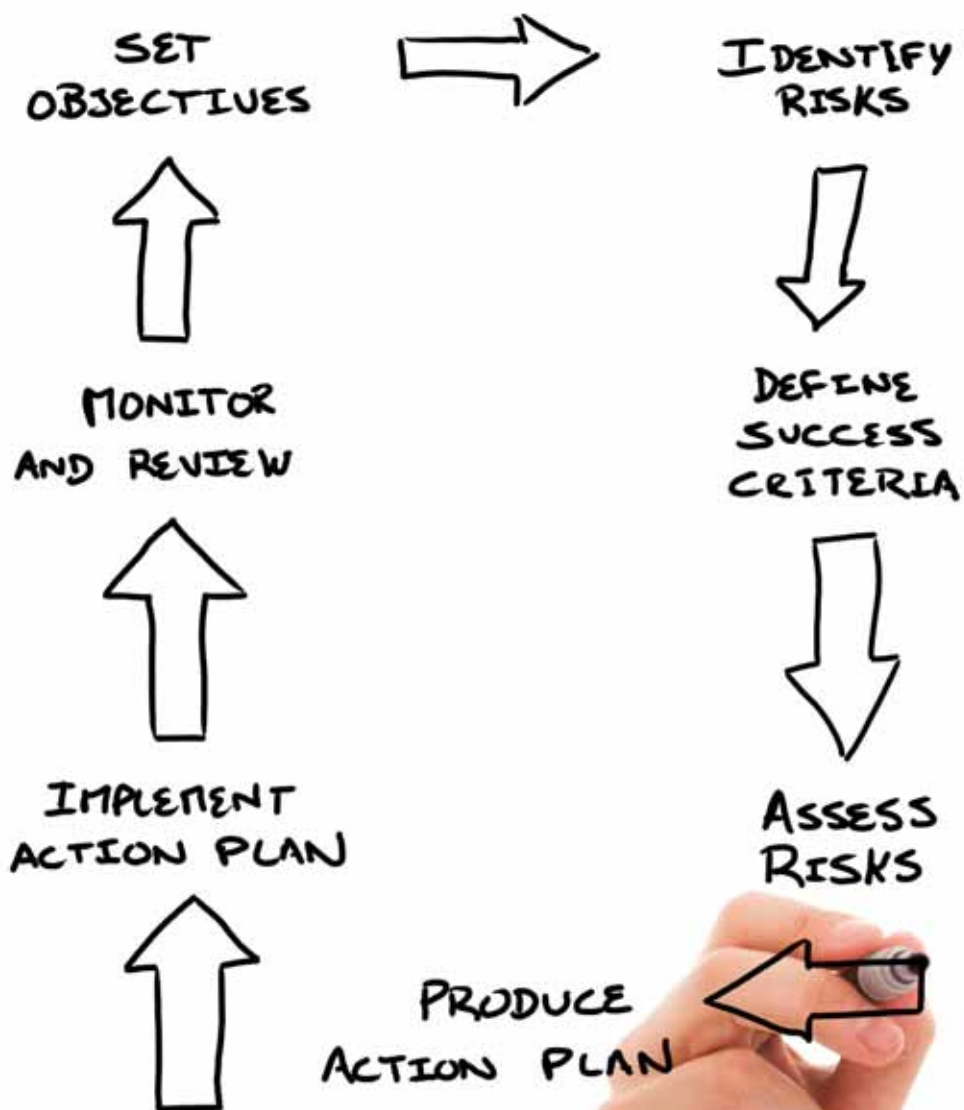 SET
OBJECTIVES
IDENTIFY
RISKS
DEFINE
SUCCESS
CRITERIA
ASSESS
RISKS
PRODUCE
ACTION PLAN
IMPLEMENT
ACTION PLAN
MONITOR
AND REVIEW